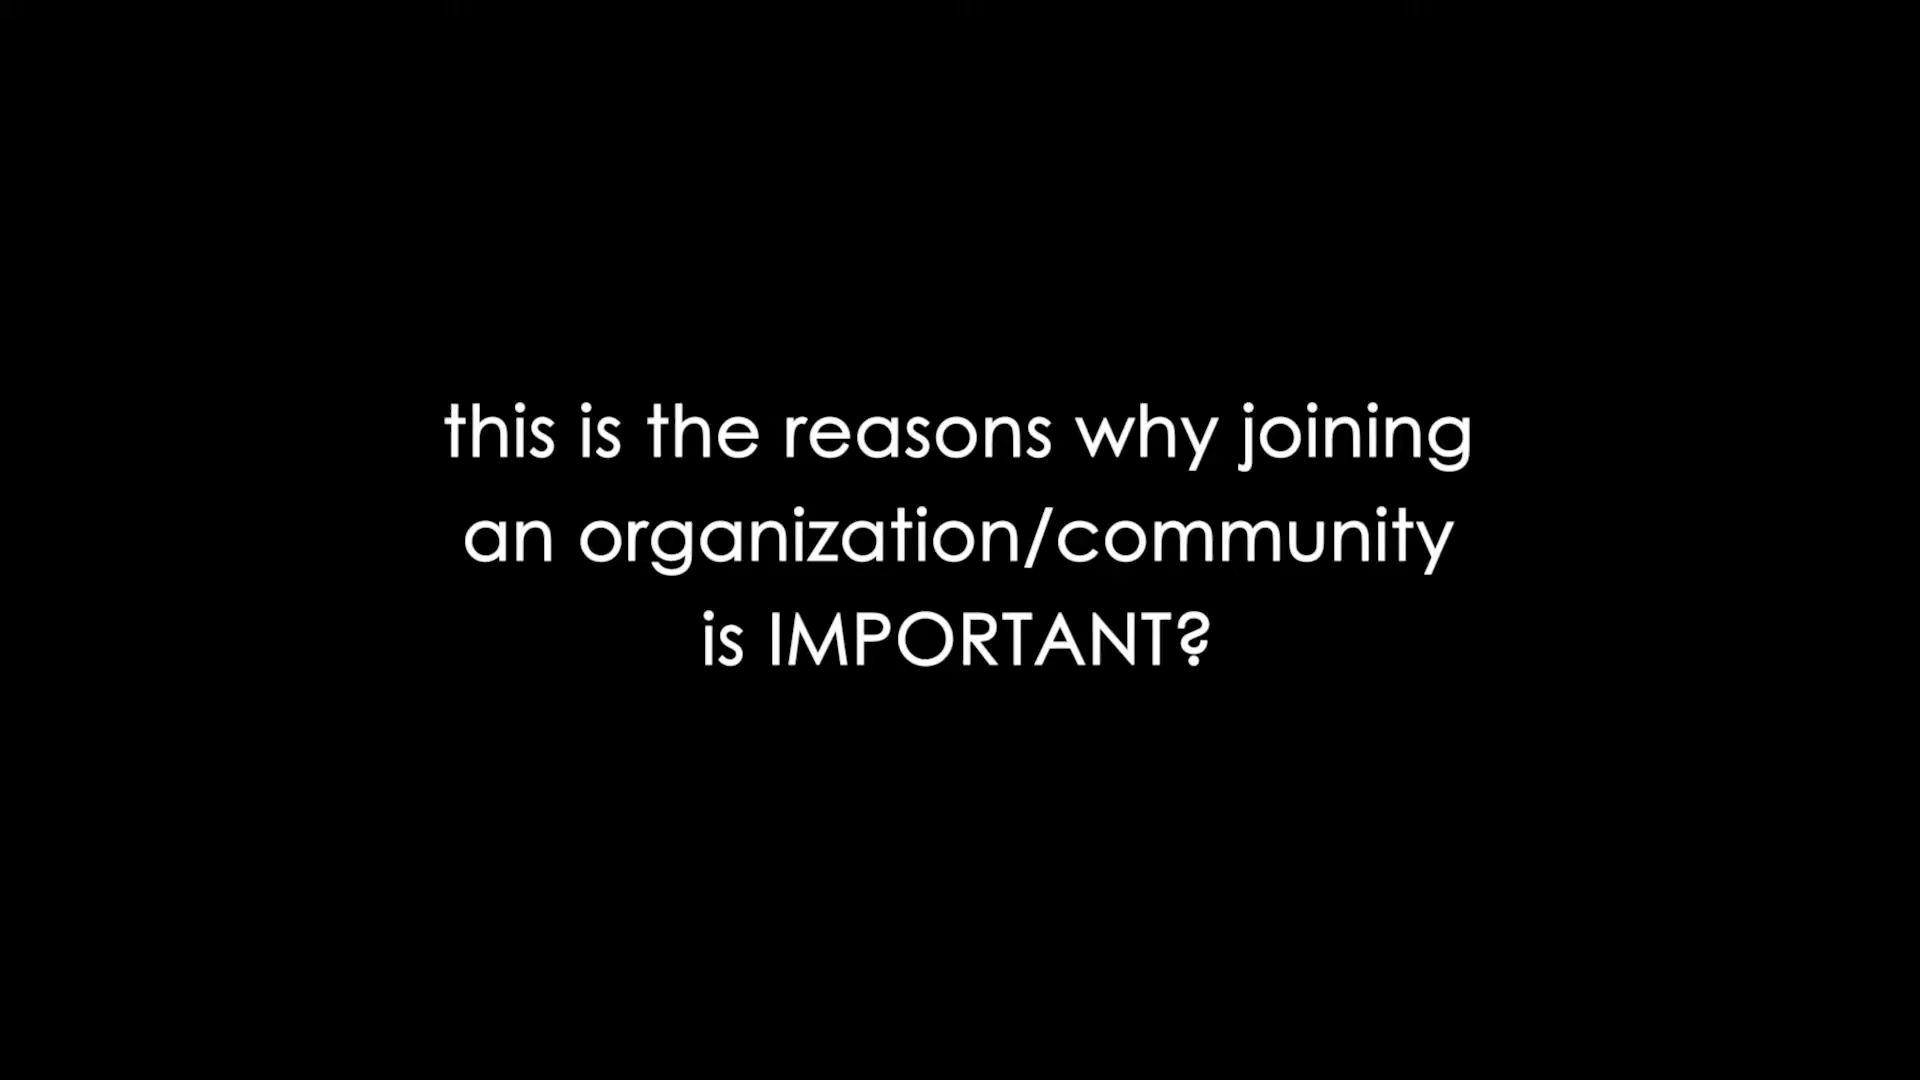 this is the reasons why joining
an organization/community
is IMPORTANT?